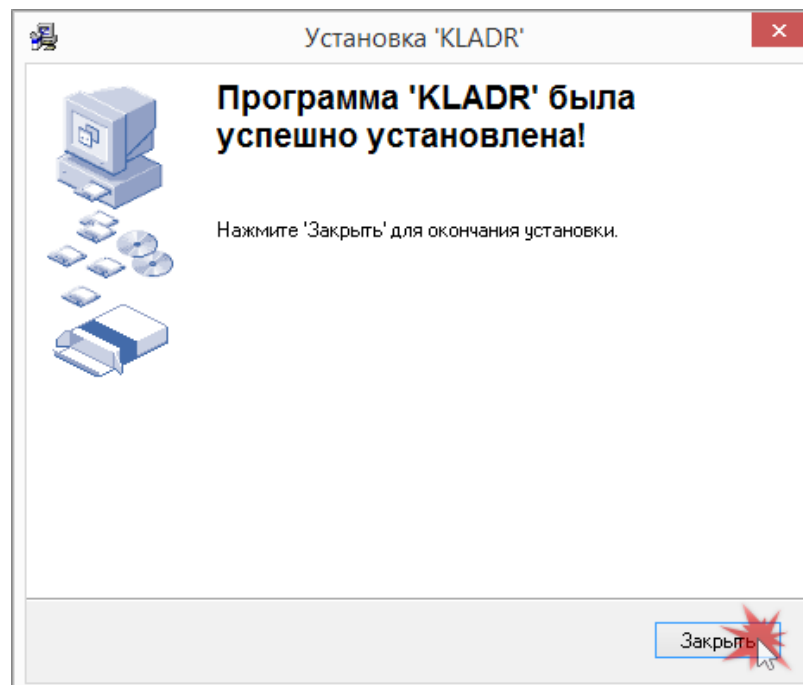 Установка 'KLADR'
Программа 'KLADR' была
успешно установлена!
Нажмите 'Закрыть' для окончания установки.
Закрыть